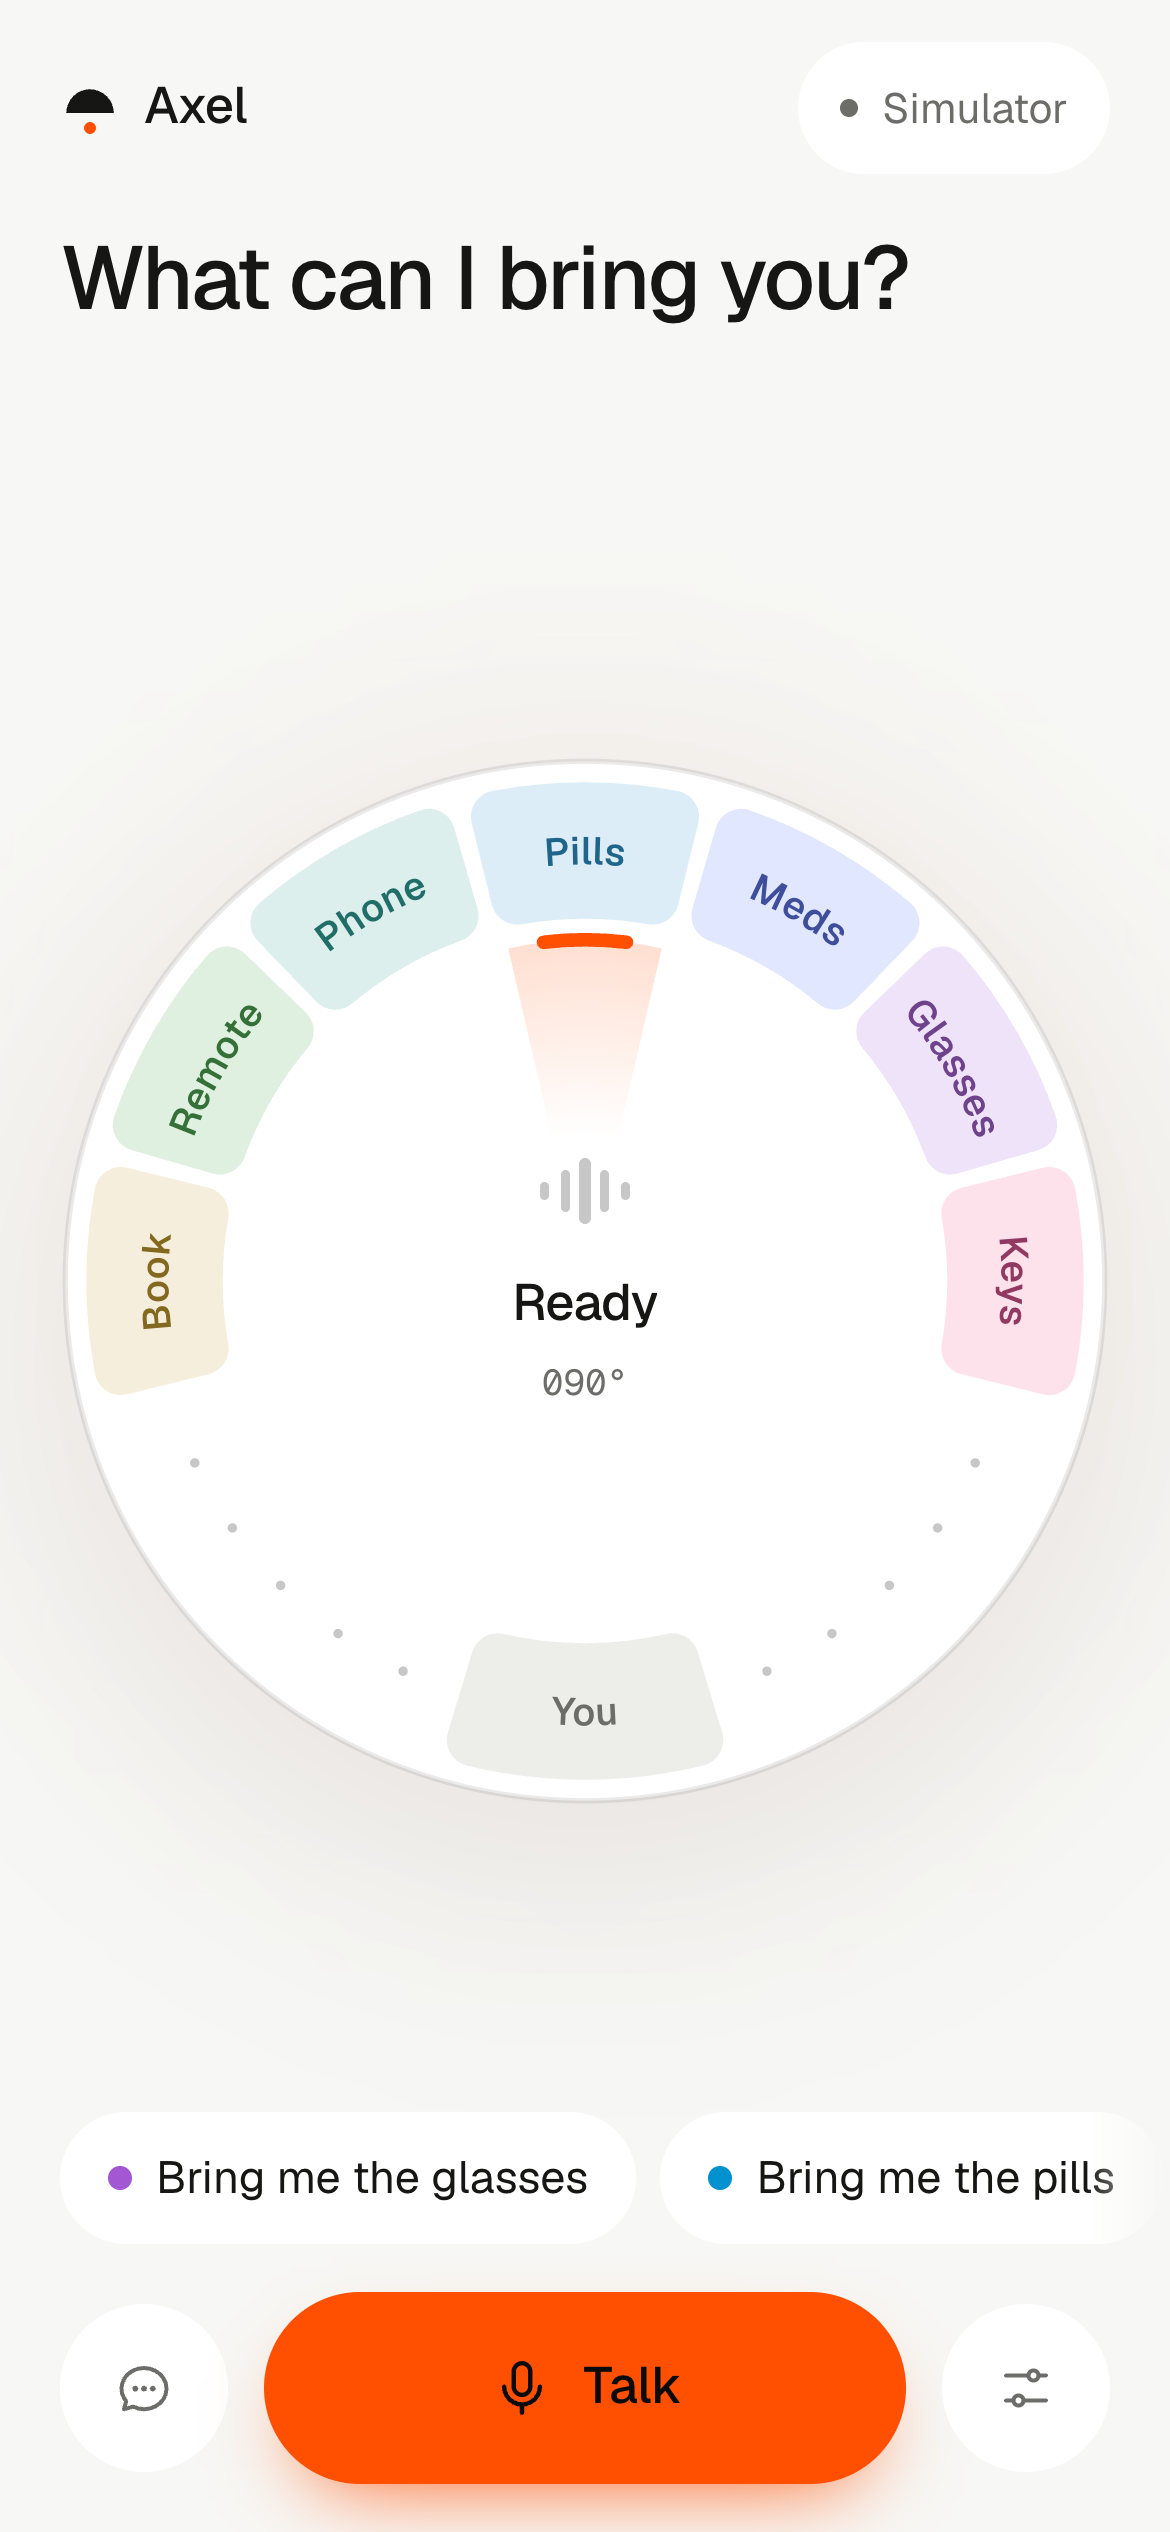 Axel
Simulator
What can I bring you?
Pills
Phone
Meds
Remote
Glasses
Book
Keys
Ready
090°
You
Bring me the glasses
Bring me the pills
Talk